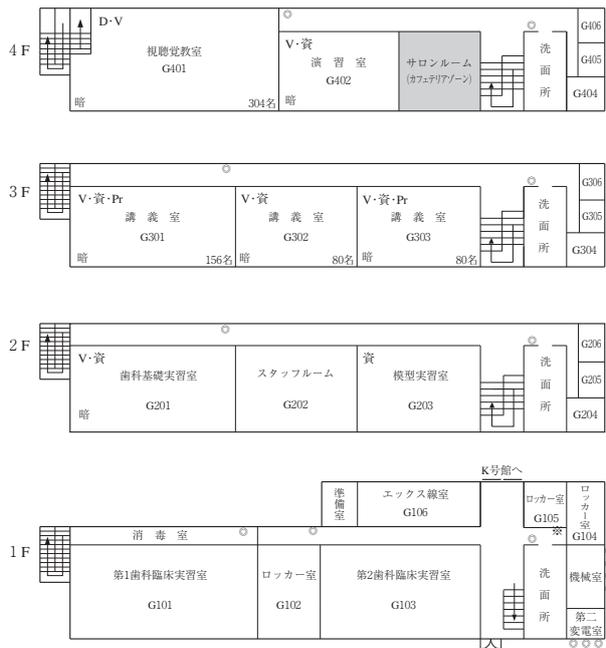 4F
D・V
視聴覚教室
G401
暗
304名
◎
V・資
演習室
G402
暗
サロンルーム
(カフェテリアゾーン)
◎
洗面所
G406
G405
G404
3F
◎
V・資・Pr
講義室
G301
暗
156名
V・資
講義室
G302
暗
80名
V・資・Pr
講義室
G303
暗
80名
◎
洗面所
G306
G305
G304
2F
◎
V・資
歯科基礎実習室
G201
暗
スタッフルーム
G202
資
模型実習室
G203
◎
洗面所
G206
G205
G204
K号館へ
準備室
エックス線室
G106
ロッカー室
G105
※
ロッカー室
G104
1F
消毒室
◎
◎
第1歯科臨床実習室
G101
ロッカー室
G102
第2歯科臨床実習室
G103
◎
洗面所
機械室
第二
変電室
◎◎◎